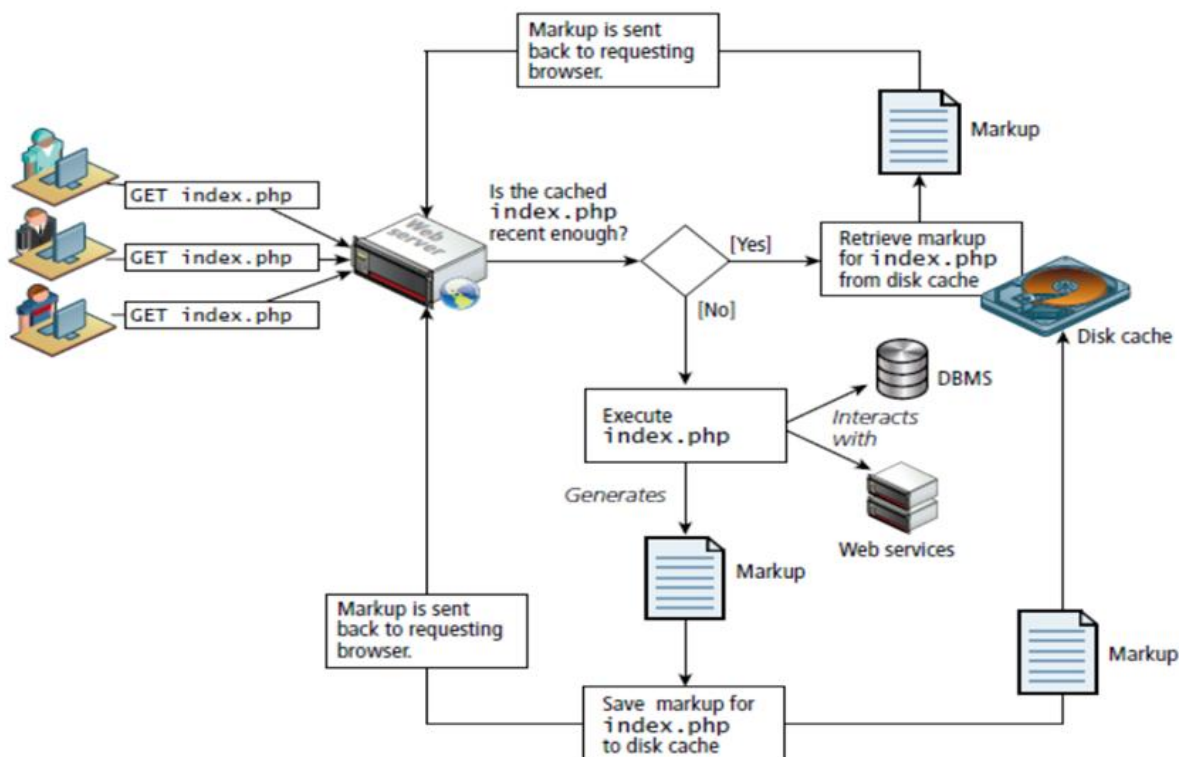 Markup is sent
back to requesting
browser.
Markup
GET index.php
GET index.php
GET index.php
Web
server
Is the cached
index.php
recent enough?
[Yes]
Retrieve markup
for index.php
from disk cache
[No]
Disk cache
DBMS
Execute
index.php
Interacts
with
Generates
Web services
Markup
Markup is sent
back to requesting
browser.
Markup
Save markup for
index.php
to disk cache